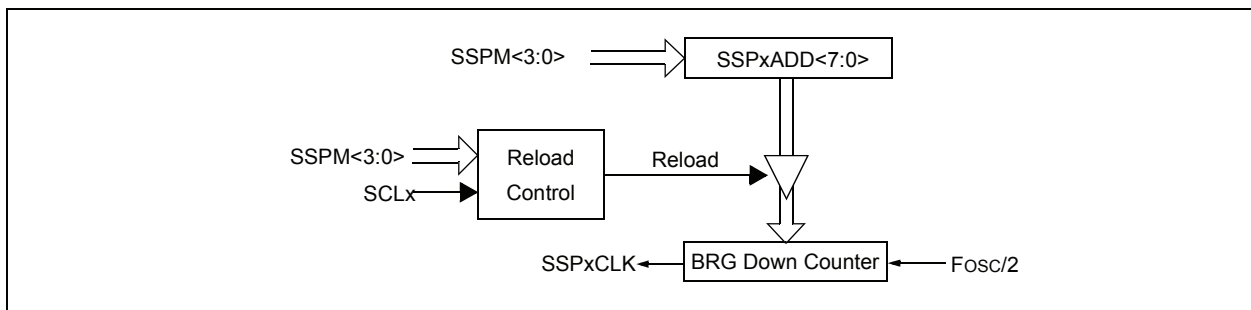 SSPM<3:0>
SSPxADD<7:0>
SSPM<3:0>
SCLx
Reload
Control
Reload
SSPxCLK
BRG Down Counter
FOSC/2